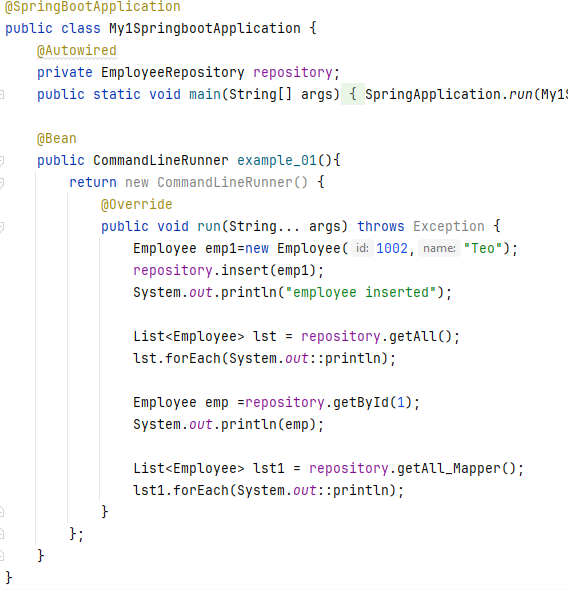 @SpringBootApplication
public class My1SpringbootApplication {
@Autowired
private EmployeeRepository repository;
public static void main(String[] args) { SpringApplication.run(My1S
@Bean
public CommandLineRunner example_01(){
return new CommandLineRunner() {
@Override
public void run(String... args) throws Exception {
Employee emp1=new Employee( id: 1002, name: "Teo");
repository.insert(emp1);
System.out.println("employee inserted");
List<Employee> lst = repository.getAll();
lst.forEach(System.out::println);
Employee emp =repository.getById(1);
System.out.println(emp);
List<Employee> lst1 = repository.getAll_Mapper();
lst1.forEach(System.out::println);
}
};
}
}